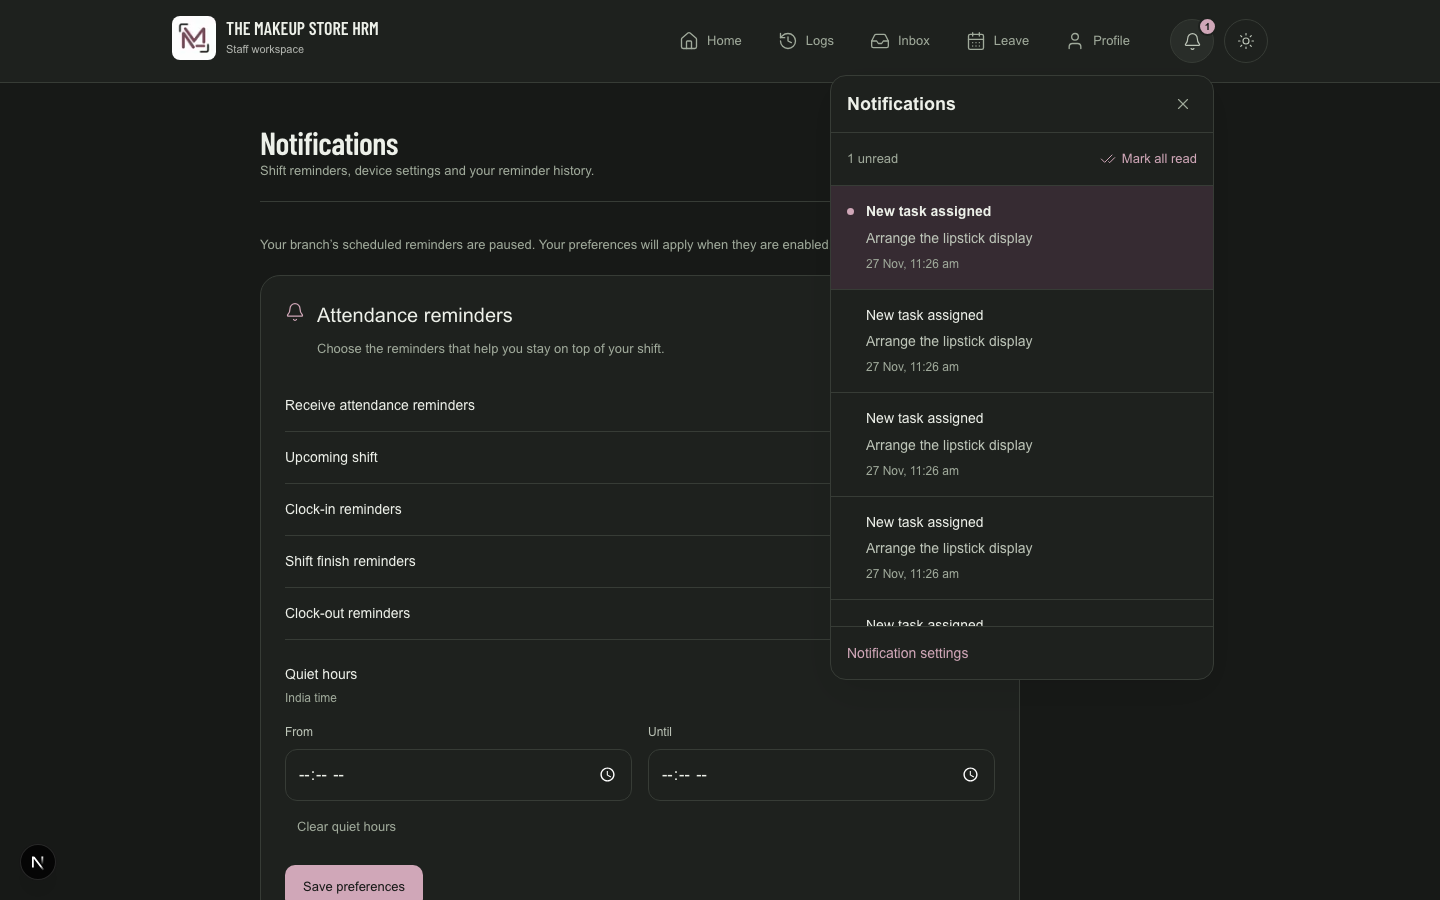 THE MAKEUP STORE HRM
Staff workspace
Home
Logs
Inbox
Leave
Profile
1
Notifications
Shift reminders, device settings and your reminder history.
Your branch's scheduled reminders are paused. Your preferences will apply when they are enabled
Attendance reminders
Choose the reminders that help you stay on top of your shift.
Receive attendance reminders
Upcoming shift
Clock-in reminders
Shift finish reminders
Clock-out reminders
Quiet hours
India time
From
Until
--:-- --
--:-- --
Clear quiet hours
Save preferences
Notifications
1 unread
Mark all read
New task assigned
Arrange the lipstick display
27 Nov, 11:26 am
New task assigned
Arrange the lipstick display
27 Nov, 11:26 am
New task assigned
Arrange the lipstick display
27 Nov, 11:26 am
New task assigned
Arrange the lipstick display
27 Nov, 11:26 am
New task assigned
Notification settings
N